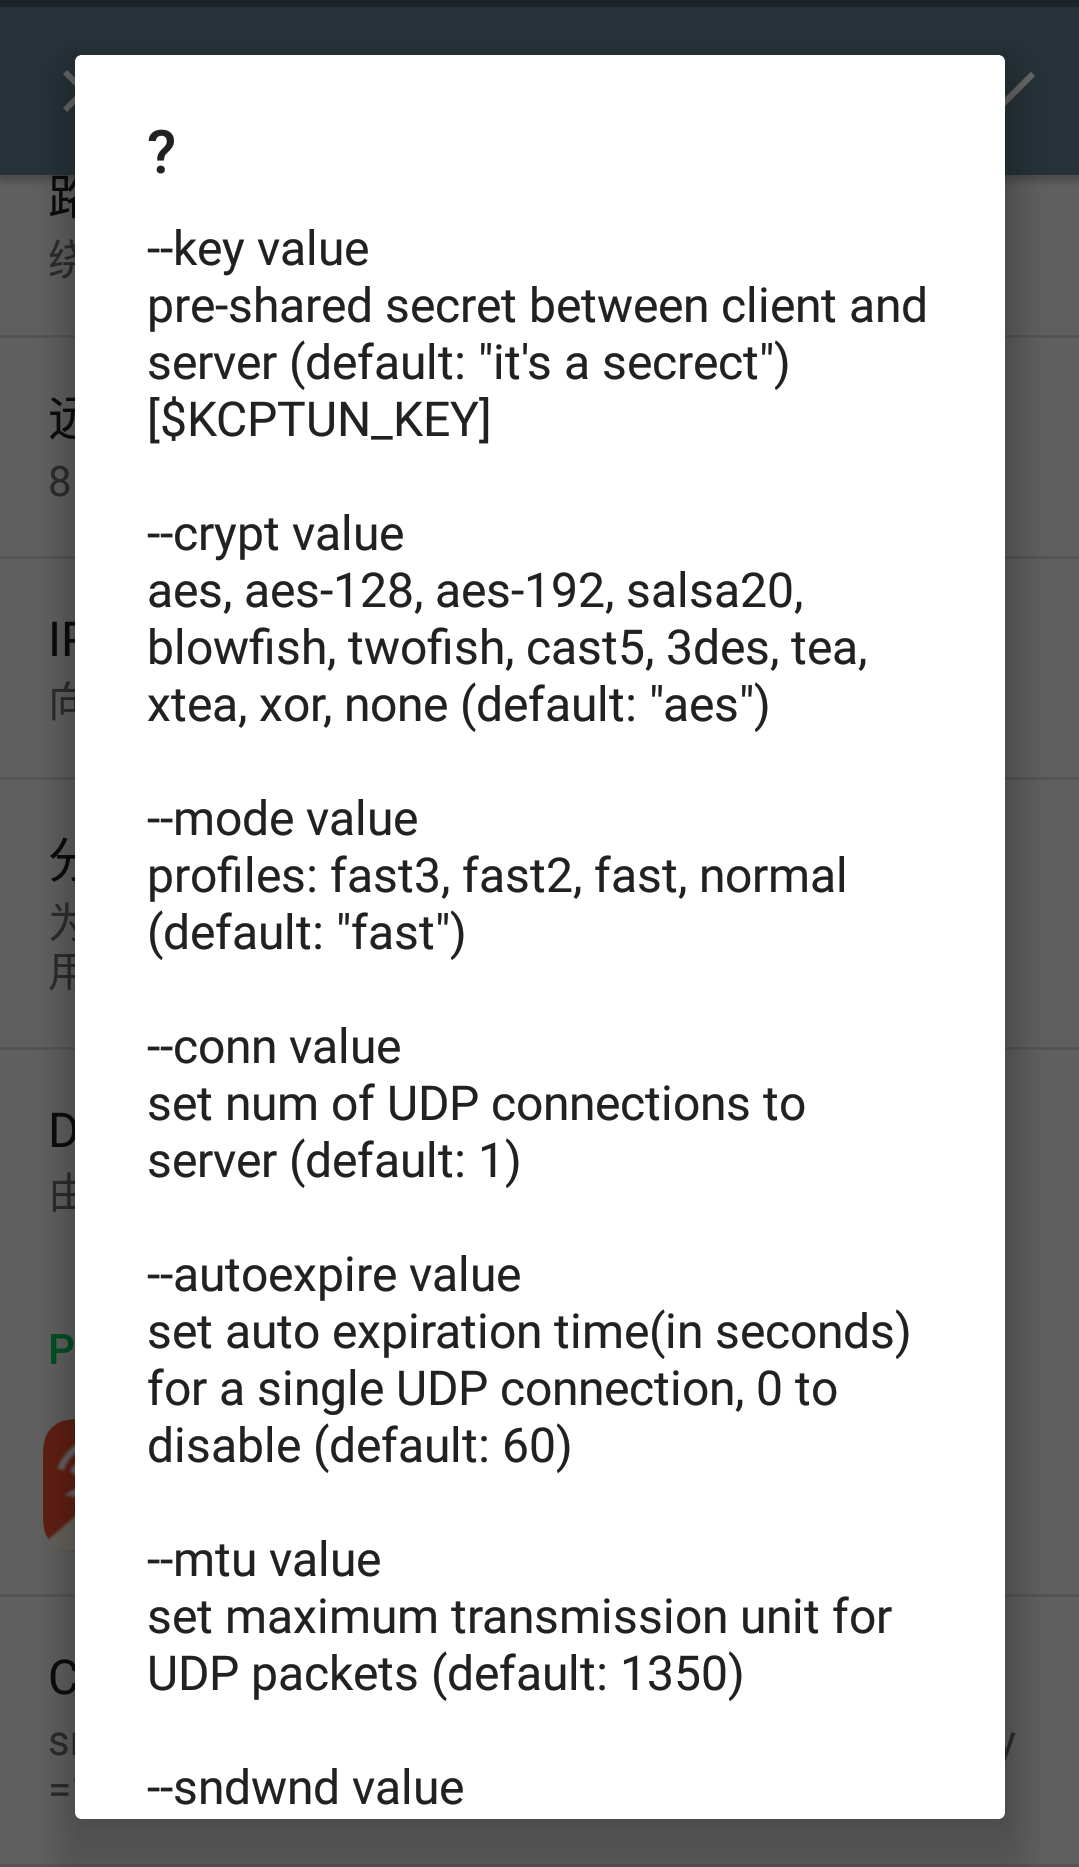 ?
--key value
pre-shared secret between client and
server (default: "it's a secrect")
[$KCPTUN_KEY]
--crypt value
aes, aes-128, aes-192, salsa20,
blowfish, twofish, cast5, 3des, tea,
xtea, xor, none (default: "aes")
--mode value
profiles: fast3, fast2, fast, normal
(default: "fast")
--conn value
set num of UDP connections to
server (default: 1)
--autoexpire value
set auto expiration time(in seconds)
for a single UDP connection, 0 to
disable (default: 60)
--mtu value
set maximum transmission unit for
UDP packets (default: 1350)
--sndwnd value